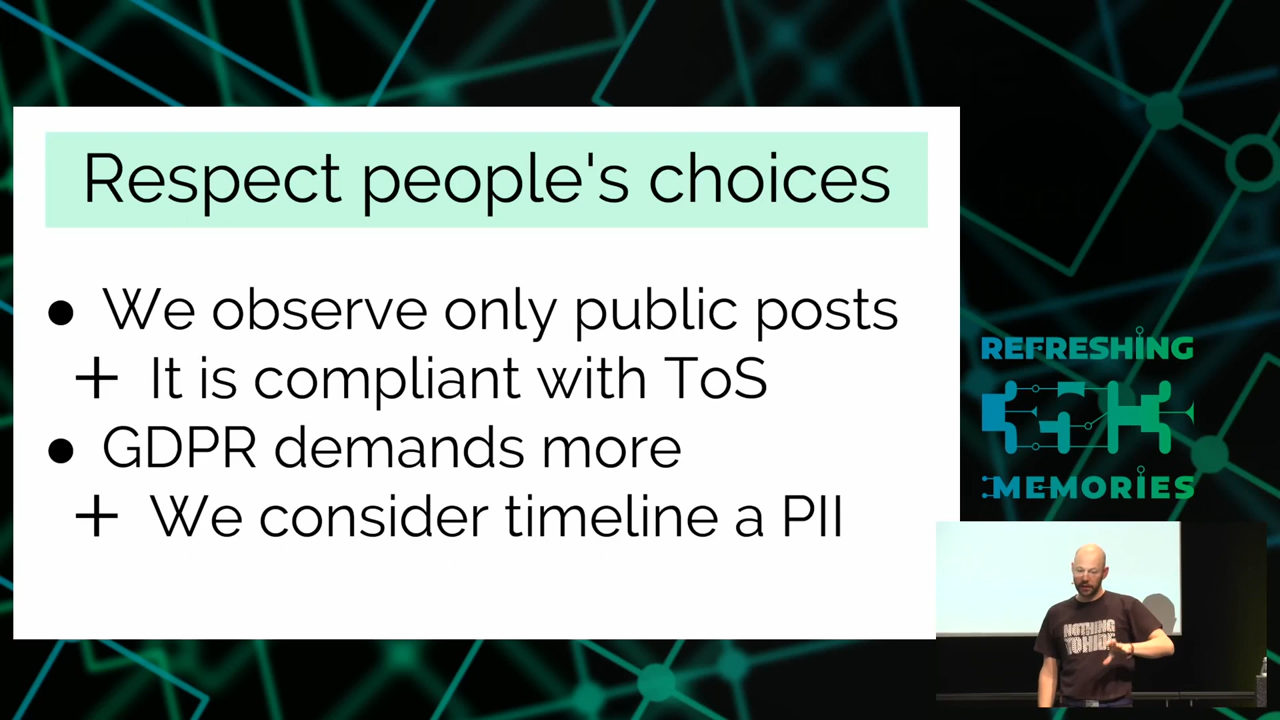 Respect people's choices
● We observe only public posts
+ It is compliant with ToS
● GDPR demands more
+ We consider timeline a PII
REFRESHING
MEMORIES
NOTHING
TO HIDE